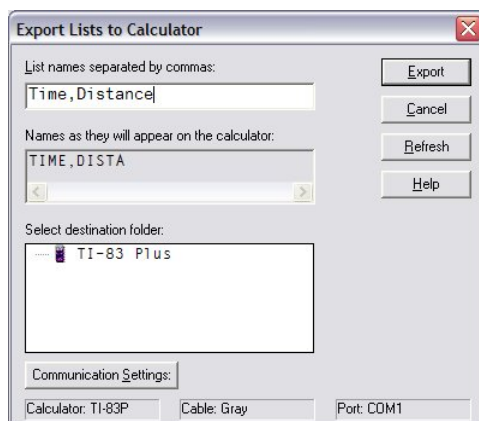 Export Lists to Calculator
List names separated by commas:
Time,Distance
Export
Cancel
Names as they will appear on the calculator:
TIME,DISTA
Refresh
Help
Select destination folder:
TI-83 Plus
Communication Settings:
Calculator: TI-83P Cable: Gray Port: COM1